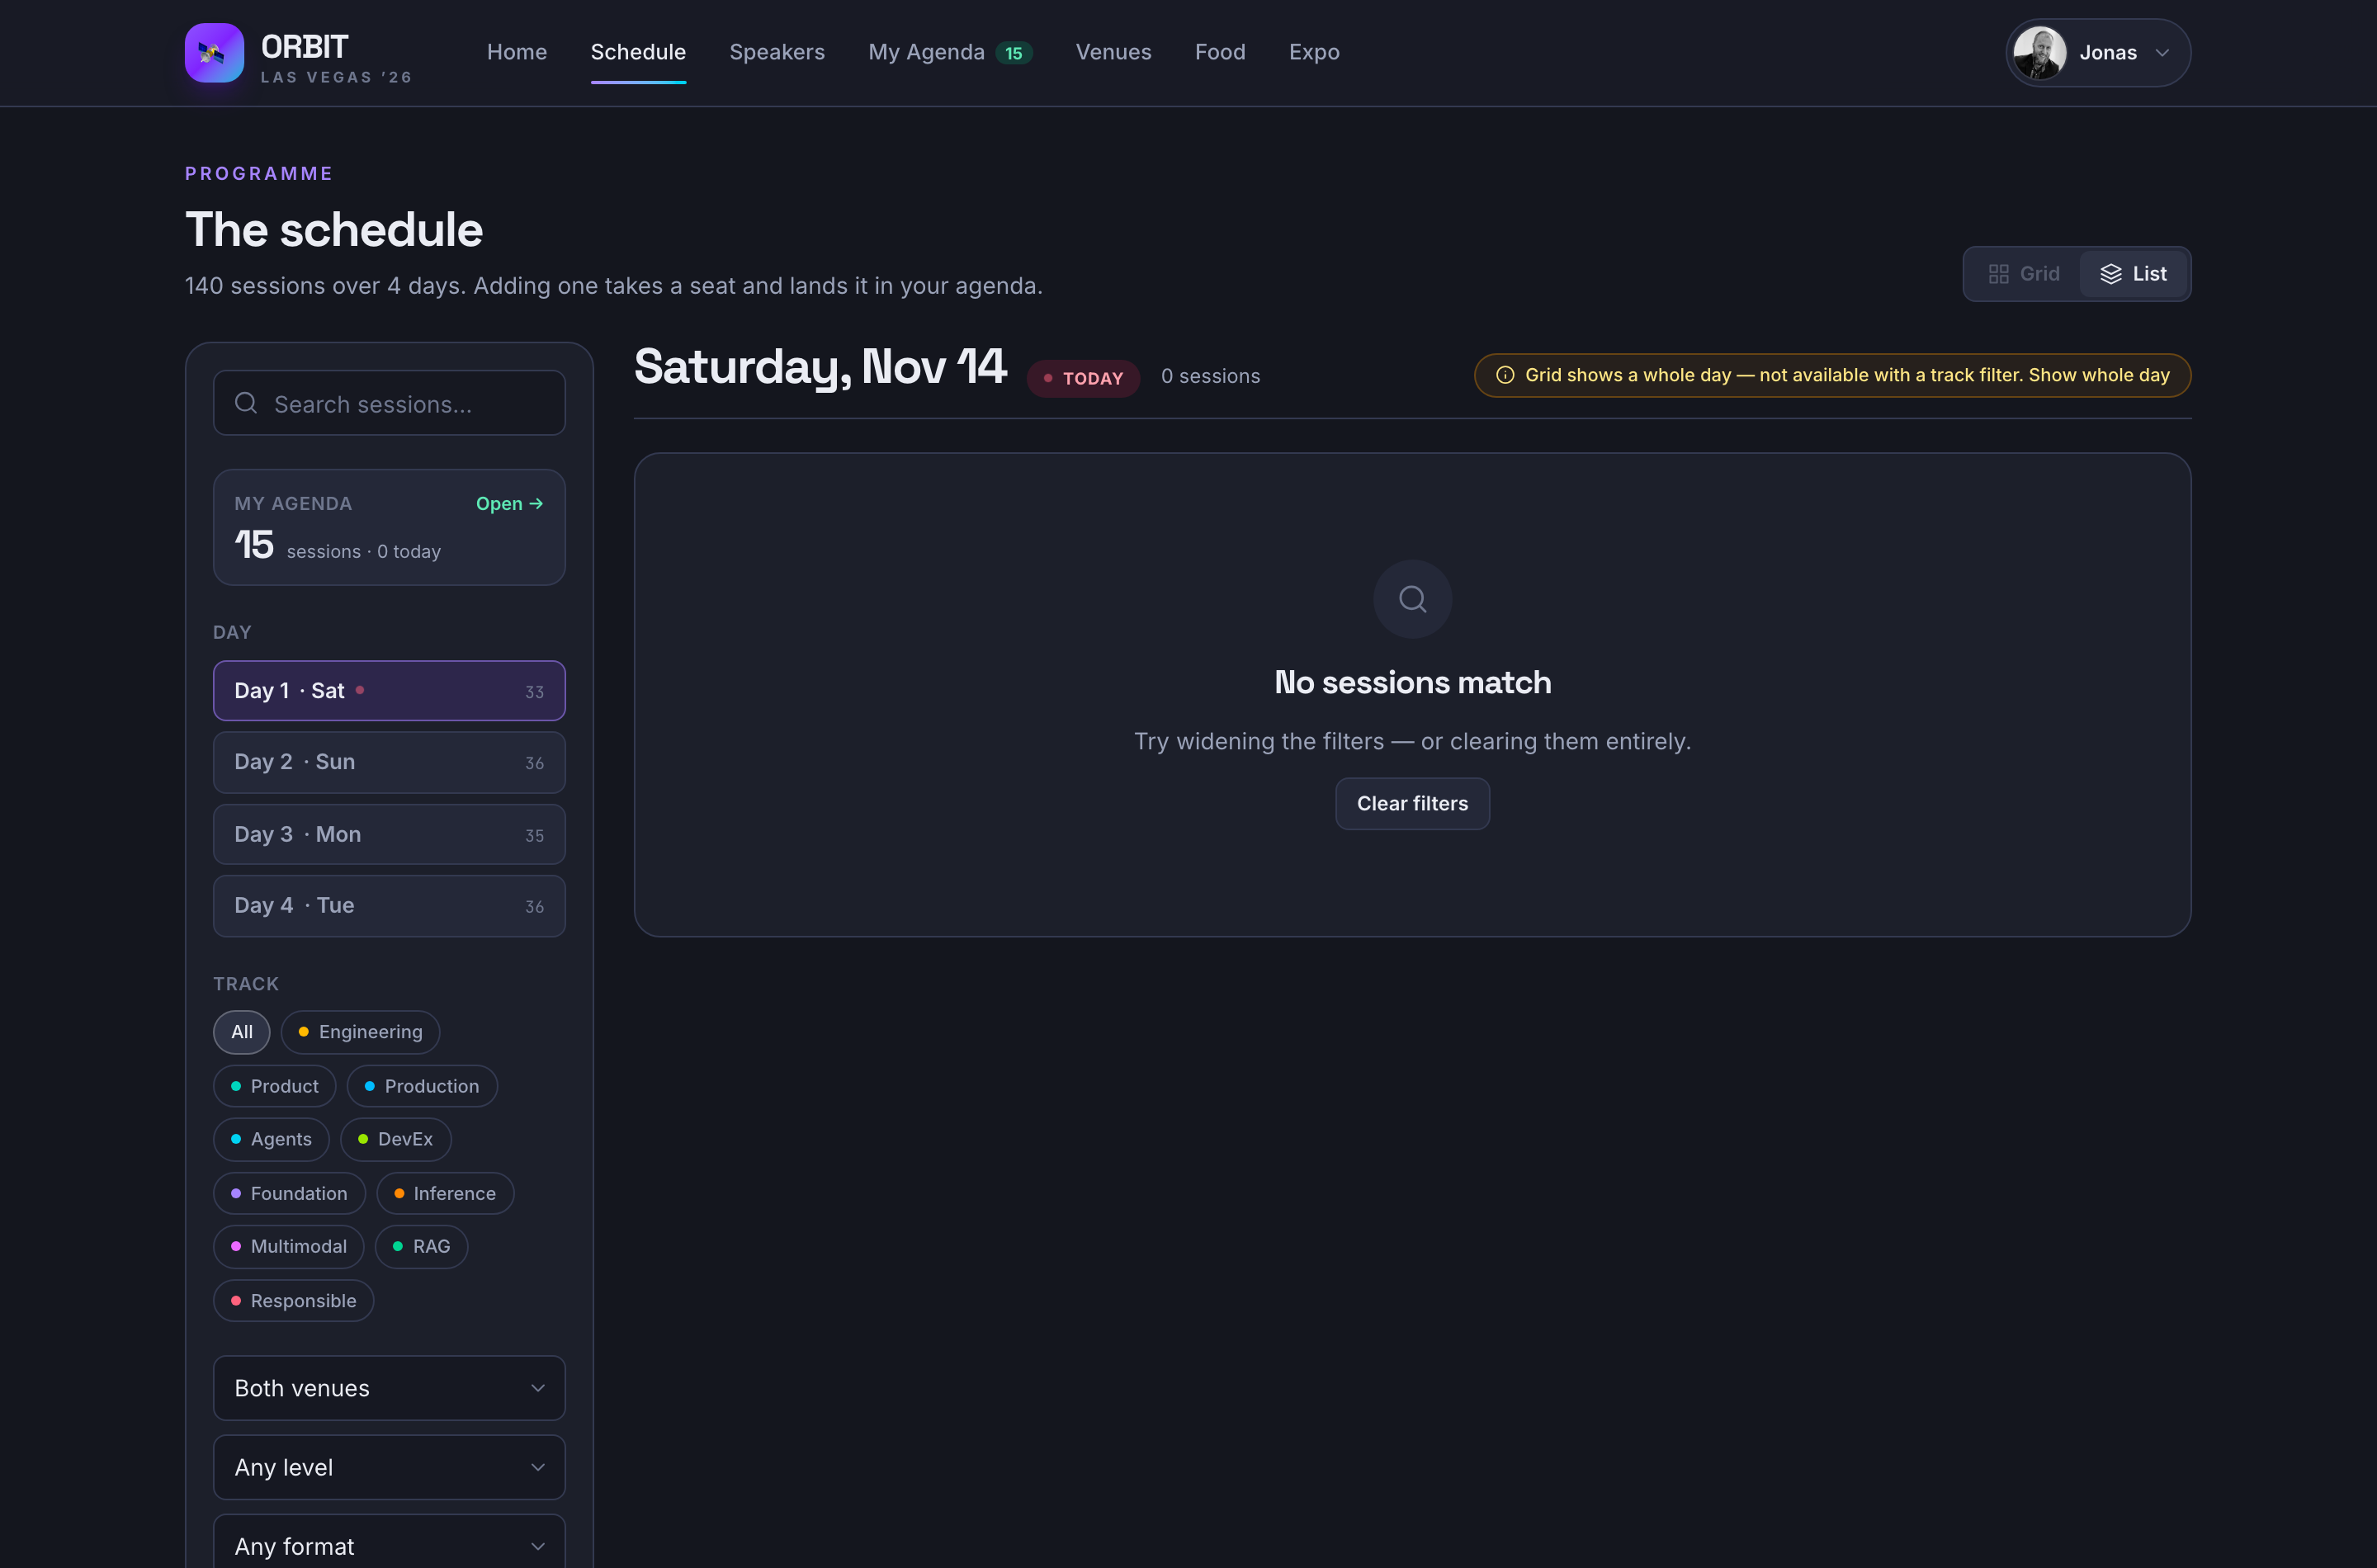 ORBIT
LAS VEGAS ’26
Home
Schedule
Speakers
My Agenda 15
Venues
Food
Expo
Jonas
PROGRAMME
The schedule
140 sessions over 4 days. Adding one takes a seat and lands it in your agenda.
Grid
List
Search sessions...
MY AGENDA
Open →
15 sessions · 0 today
DAY
Day 1 · Sat 33
Day 2 · Sun 36
Day 3 · Mon 35
Day 4 · Tue 36
TRACK
All
Engineering
Product
Production
Agents
DevEx
Foundation
Inference
Multimodal
RAG
Responsible
Both venues
Any level
Any format
Saturday, Nov 14
TODAY
0 sessions
Grid shows a whole day — not available with a track filter. Show whole day
No sessions match
Try widening the filters — or clearing them entirely.
Clear filters